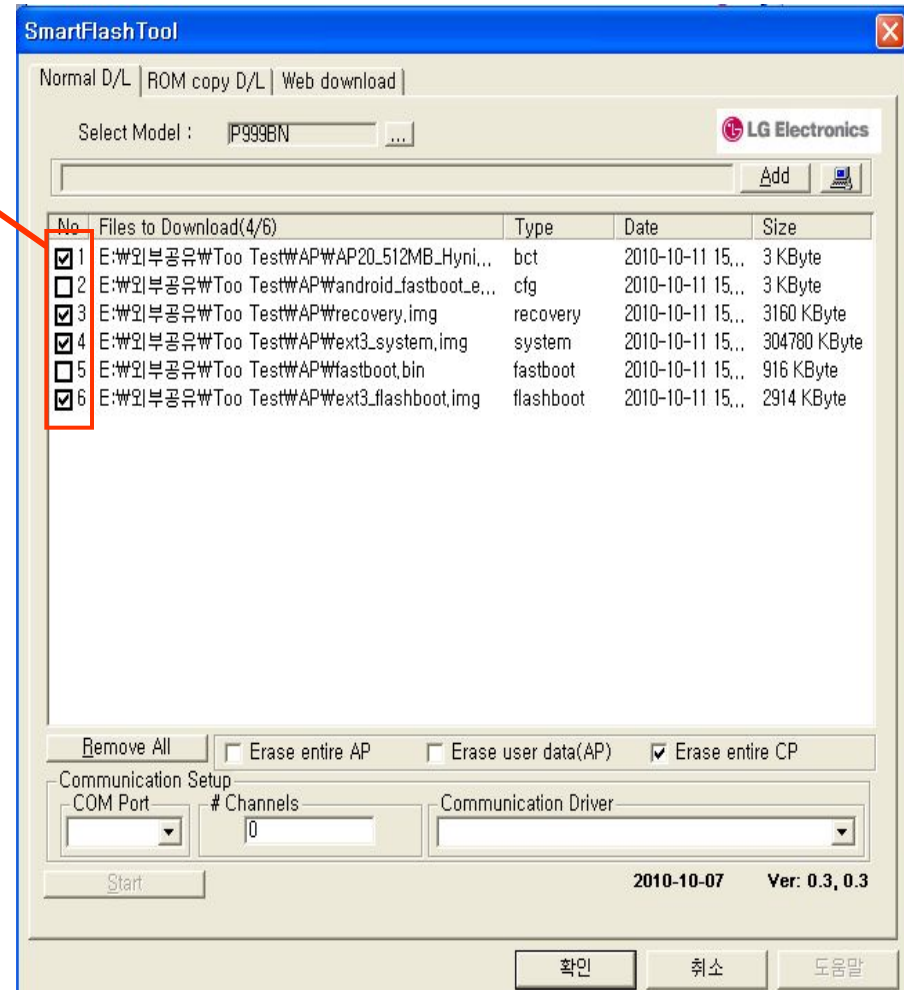 SmartFlashTool
Normal D/L ROM copy D/L Web download
Select Model : P999BN ... LG Electronics
Add
No Files to Download(4/6) Type Date Size
1 E:₩외부공유₩Too Test₩AP₩AP20_512MB_Hyni... bct 2010-10-11 15... 3 KByte
2 E:₩외부공유₩Too Test₩AP₩android_fastboot_e... cfg 2010-10-11 15... 3 KByte
3 E:₩외부공유₩Too Test₩AP₩recovery.img recovery 2010-10-11 15... 3160 KByte
4 E:₩외부공유₩Too Test₩AP₩ext3_system.img system 2010-10-11 15... 304780 KByte
5 E:₩외부공유₩Too Test₩AP₩fastboot.bin fastboot 2010-10-11 15... 916 KByte
6 E:₩외부공유₩Too Test₩AP₩ext3_flashboot.img flashboot 2010-10-11 15... 2914 KByte
Remove All Erase entire AP Erase user data(AP) Erase entire CP
Communication Setup
COM Port # Channels Communication Driver
0
Start 2010-10-07 Ver: 0.3, 0.3
확인 취소 도움말